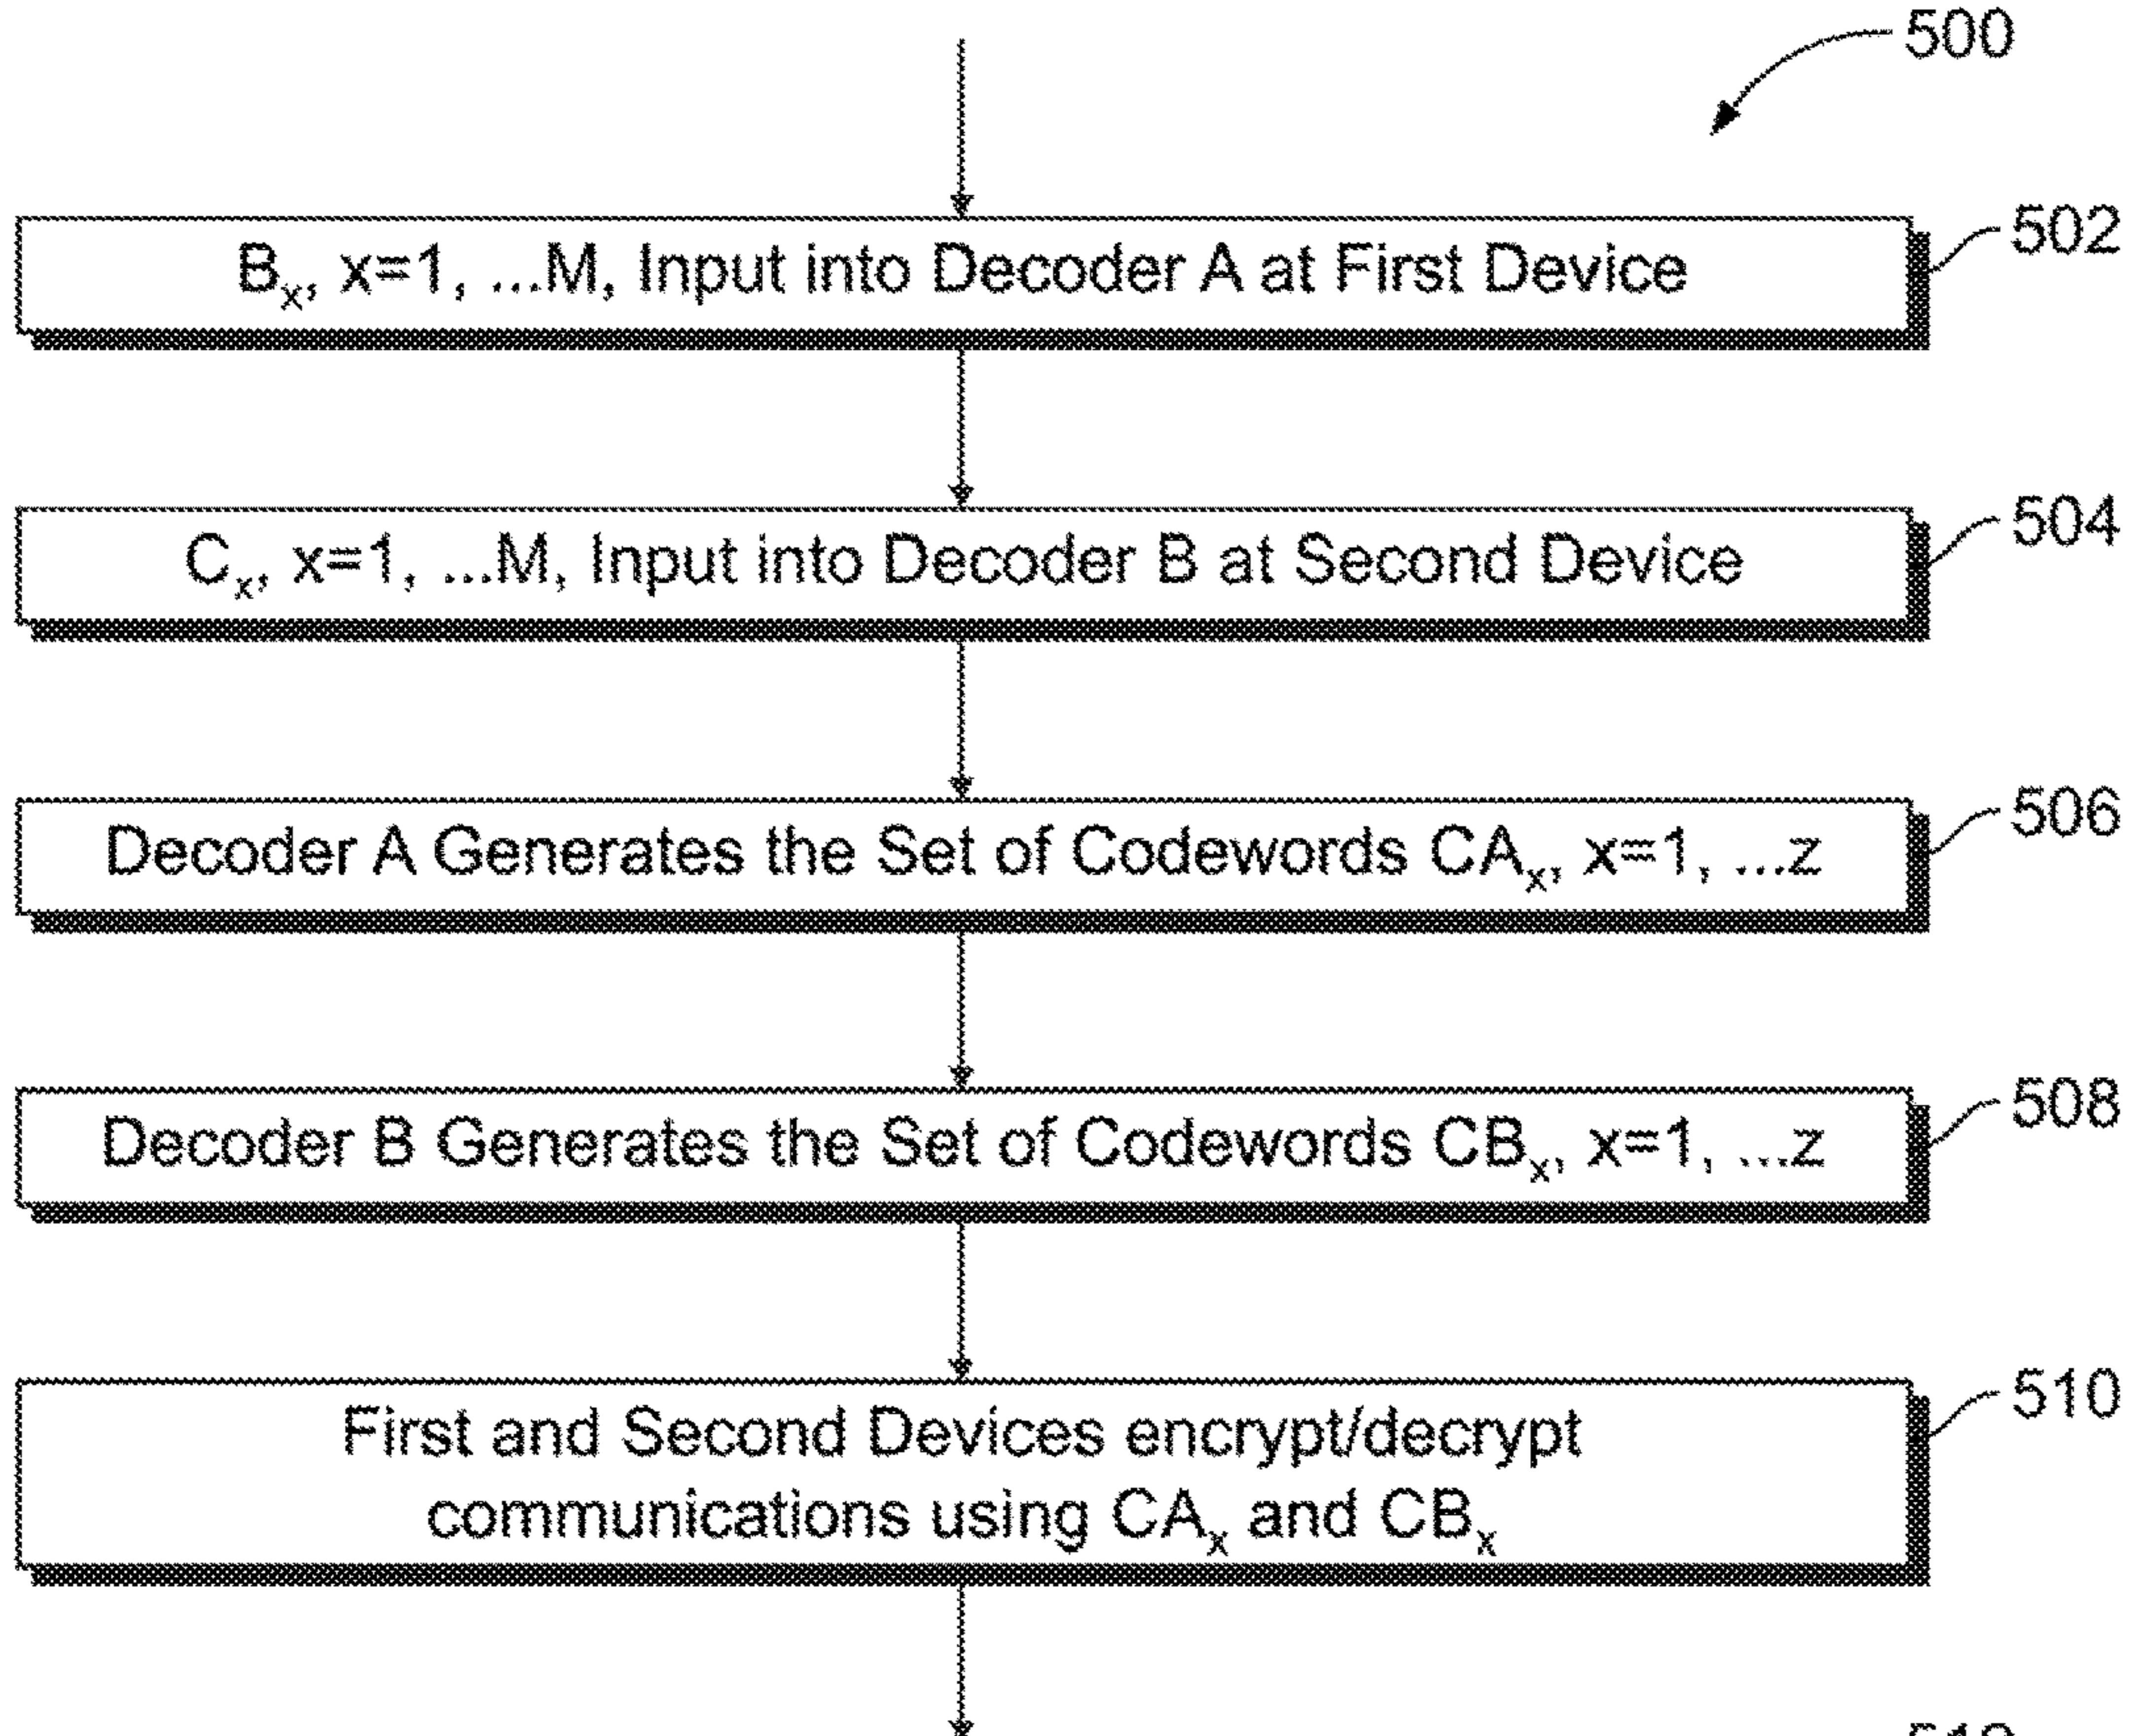 500
Bx, x=1, ...M, Input into Decoder A at First Device
502
Cx, x=1, ...M, Input into Decoder B at Second Device
504
Decoder A Generates the Set of Codewords CAx, x=1, ...z
506
Decoder B Generates the Set of Codewords CBx, x=1, ...z
508
First and Second Devices encrypt/decrypt
communications using CAx and CBx
510